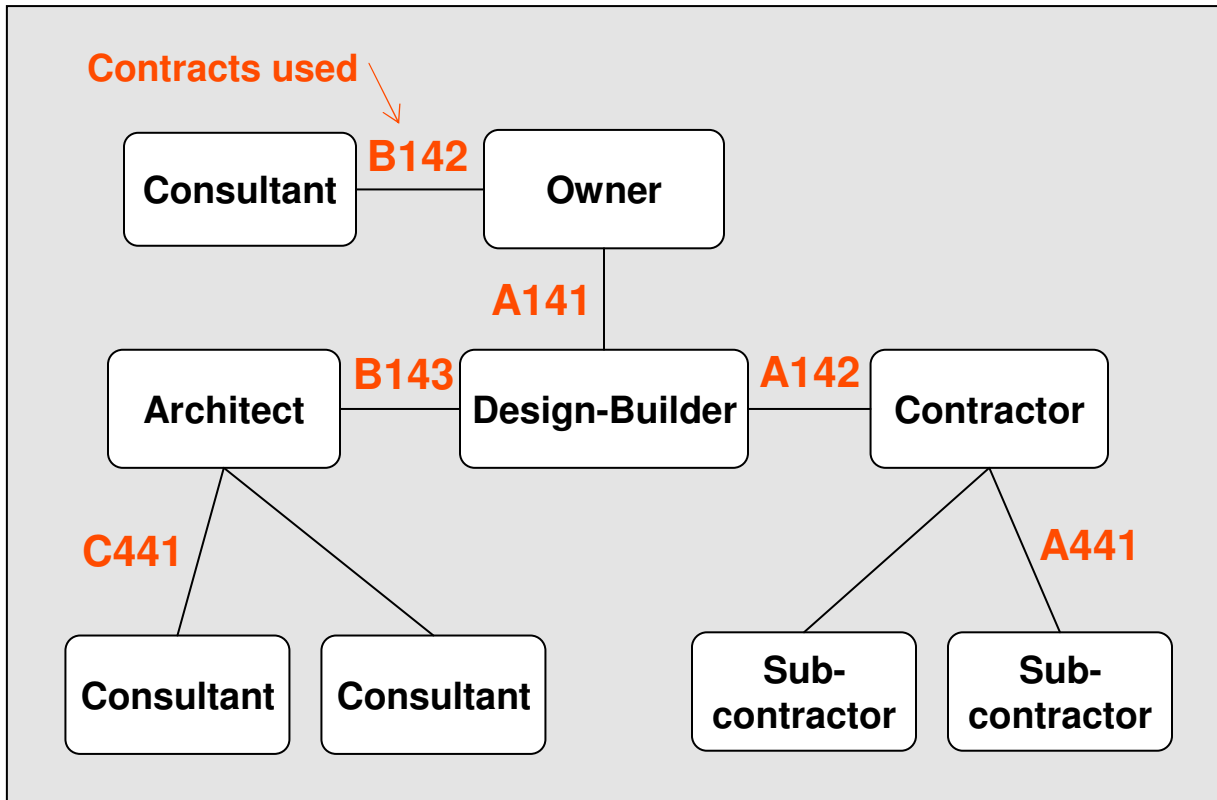 Contracts used
B142
Consultant
Owner
A141
B143
A142
Architect
Design-Builder
Contractor
C441
A441
Consultant
Consultant
Sub-
contractor
Sub-
contractor